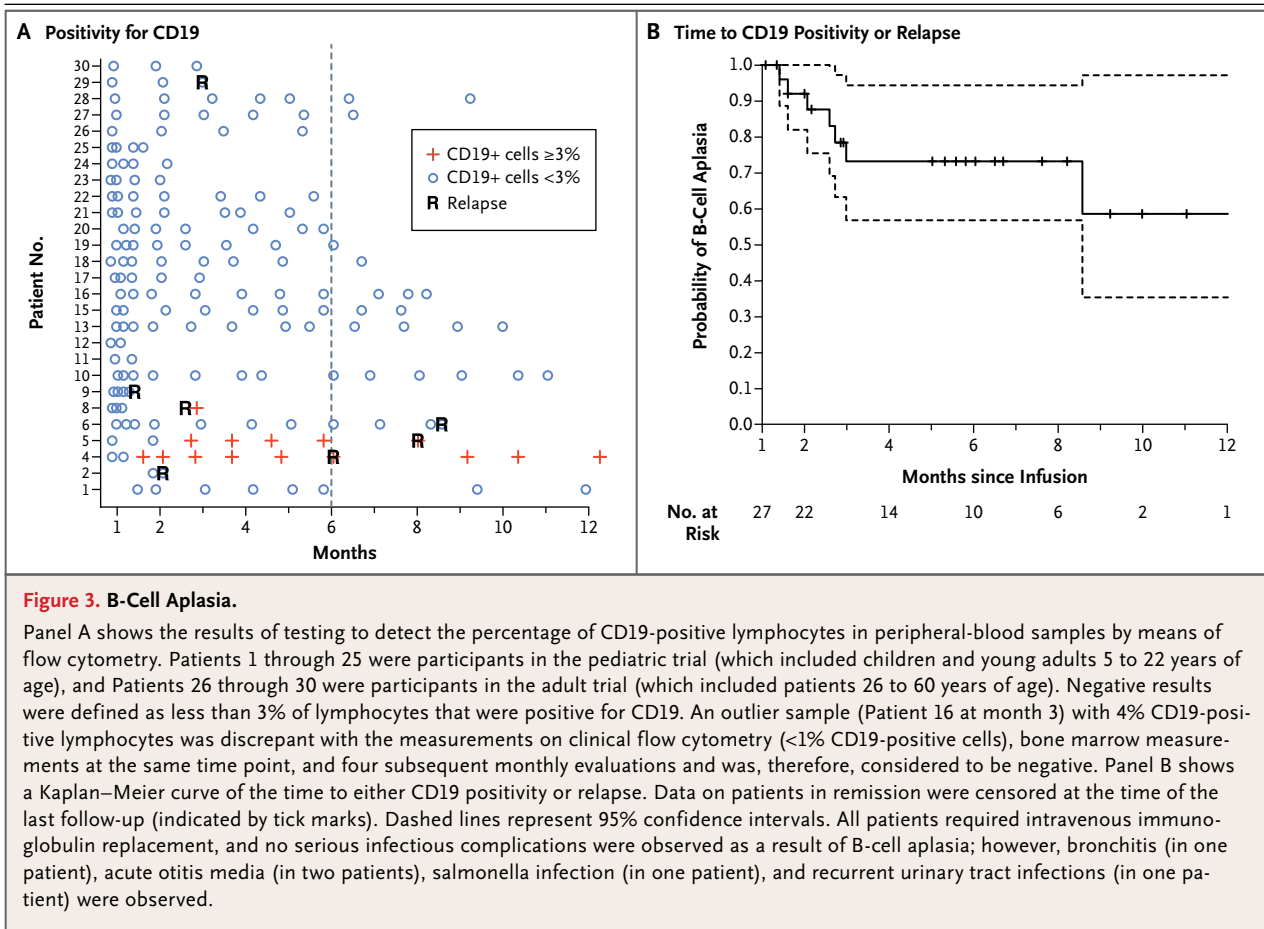 A Positivity for CD19
30
29
28
27
26
25
24
23
22
21
20
19
18
17
16
15
13
12
11
10
9
8
6
5
4
2
1
Patient No.
R
R
R
R
R
R
R
CD19+ cells ≥3%
CD19+ cells <3%
R Relapse
1 2 4 6 8 10 12
Months
B Time to CD19 Positivity or Relapse
1.0
0.9
0.8
0.7
0.6
0.5
0.4
0.3
0.2
0.1
0.0
Probability of B-Cell Aplasia
1 2 4 6 8 10 12
Months since Infusion
No. at Risk
27 22 14 10 6 2 1
Figure 3. B-Cell Aplasia.
Panel A shows the results of testing to detect the percentage of CD19-positive lymphocytes in peripheral-blood samples by means of
flow cytometry. Patients 1 through 25 were participants in the pediatric trial (which included children and young adults 5 to 22 years of
age), and Patients 26 through 30 were participants in the adult trial (which included patients 26 to 60 years of age). Negative results
were defined as less than 3% of lymphocytes that were positive for CD19. An outlier sample (Patient 16 at month 3) with 4% CD19-posi-
tive lymphocytes was discrepant with the measurements on clinical flow cytometry (<1% CD19-positive cells), bone marrow measure-
ments at the same time point, and four subsequent monthly evaluations and was, therefore, considered to be negative. Panel B shows
a Kaplan–Meier curve of the time to either CD19 positivity or relapse. Data on patients in remission were censored at the time of the
last follow-up (indicated by tick marks). Dashed lines represent 95% confidence intervals. All patients required intravenous immuno-
globulin replacement, and no serious infectious complications were observed as a result of B-cell aplasia; however, bronchitis (in one
patient), acute otitis media (in two patients), salmonella infection (in one patient), and recurrent urinary tract infections (in one pa-
tient) were observed.